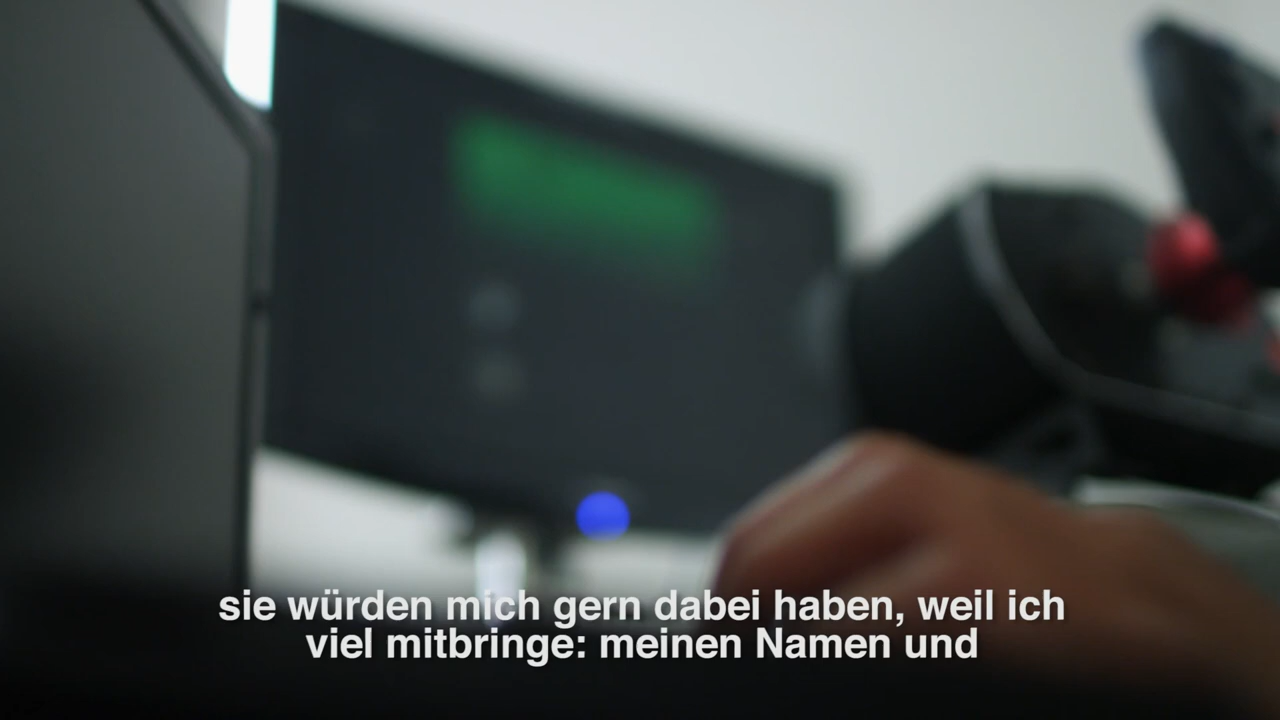 sie würden mich gern dabei haben, weil ich
viel mitbringe: meinen Namen und